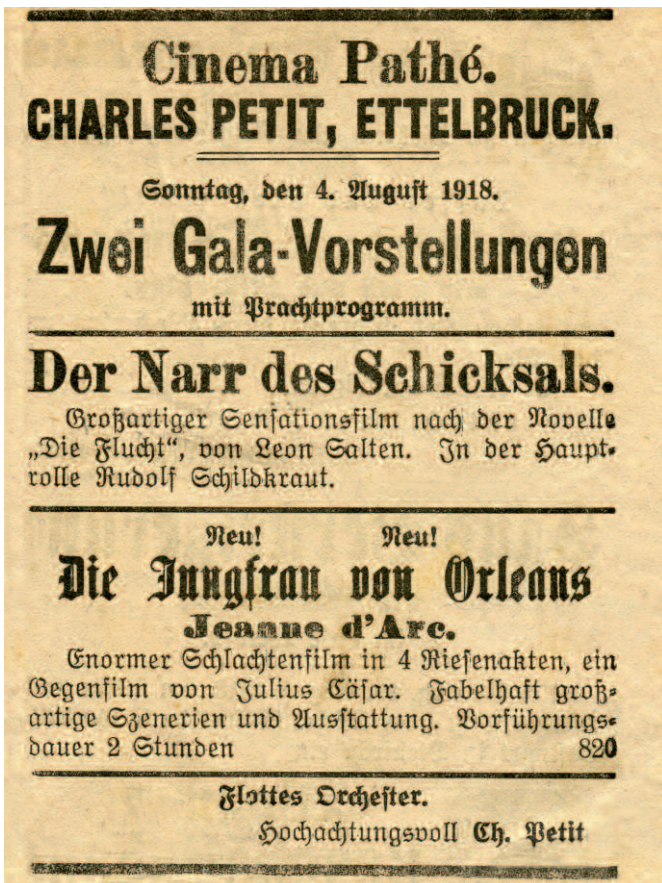 Cinema Pathé.
CHARLES PETIT, ETTELBRUCK.
Sonntag, den 4. August 1918.
Zwei Gala-Vorstellungen
mit Prachtprogramm.
Der Narr des Schicksals.
Großartiger Sensationsfilm nach der Novelle
„Die Flucht“, von Leon Salten. In der Haupt-
rolle Rudolf Schildkraut.
Neu! Neu!
Die Jungfrau von Orleans
Jeanne d'Arc.
Enormer Schlachtenfilm in 4 Riesenakten, ein
Gegenfilm von Julius Cäsar. Fabelhaft groß-
artige Szenerien und Ausstattung. Vorführungs-
dauer 2 Stunden 820
Flottes Orchester.
Hochachtungsvoll Ch. Petit